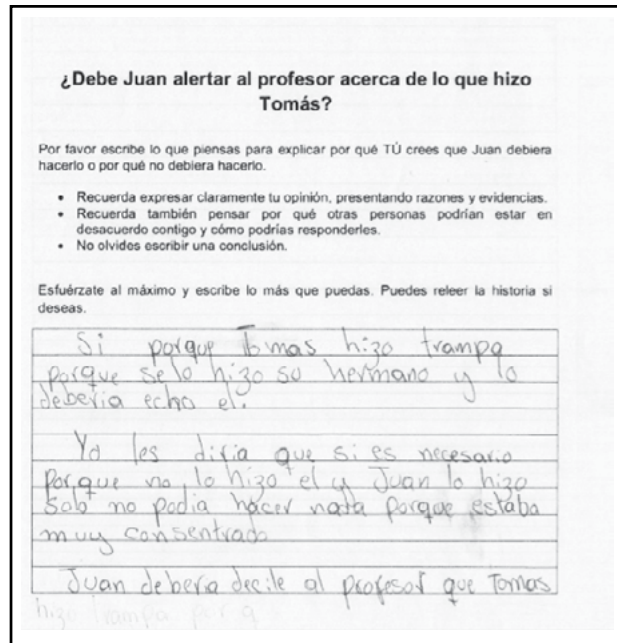 ¿Debe Juan alertar al profesor acerca de lo que hizo
Tomás?
Por favor escribe lo que piensas para explicar por qué TÚ crees que Juan debiera
hacerlo o por qué no debiera hacerlo.
• Recuerda expresar claramente tu opinión, presentando razones y evidencias.
• Recuerda también pensar por qué otras personas podrían estar en
desacuerdo contigo y cómo podrías responderles.
• No olvides escribir una conclusión.
Esfuérzate al máximo y escribe lo más que puedas. Puedes releer la historia si
deseas.
Si porque Tomas hizo trampa
porque se lo hizo su hermano y lo
deberia echo el.
Yo les diria que si es necesario
Porque no lo hizo el y Juan lo hizo
Solo no podia hacer nada porque estaba
muy consentrado
Juan deberia decile al profesor que Tomas
hizo trampa por q